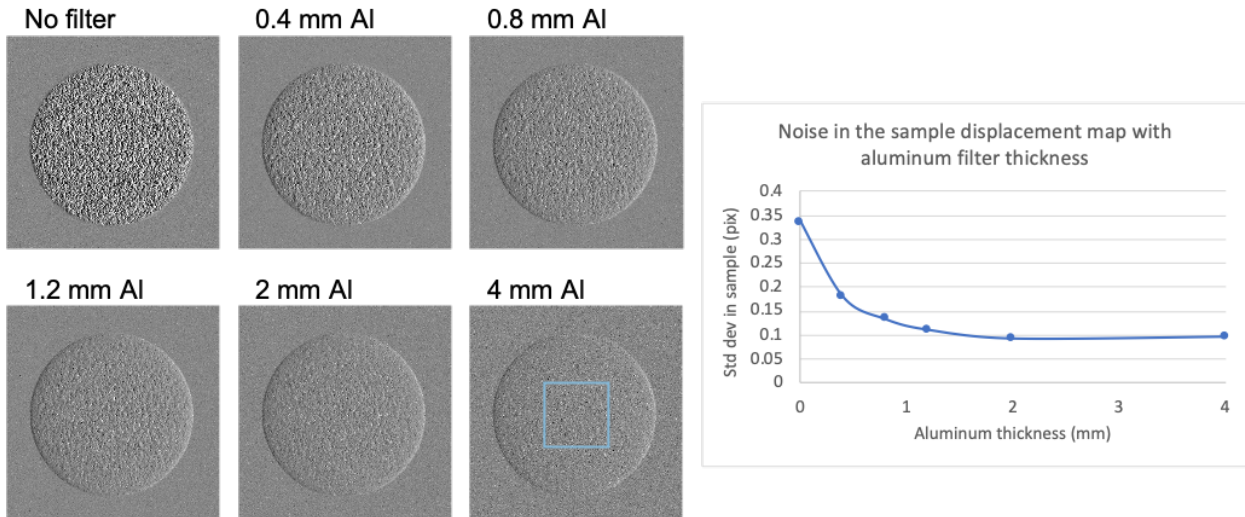 No filter
0.4 mm Al
0.8 mm Al
1.2 mm Al
2 mm Al
4 mm Al
Noise in the sample displacement map with
aluminum filter thickness
Std dev in sample (pix)
0.4
0.35
0.3
0.25
0.2
0.15
0.1
0.05
0
0 1 2 3 4
Aluminum thickness (mm)